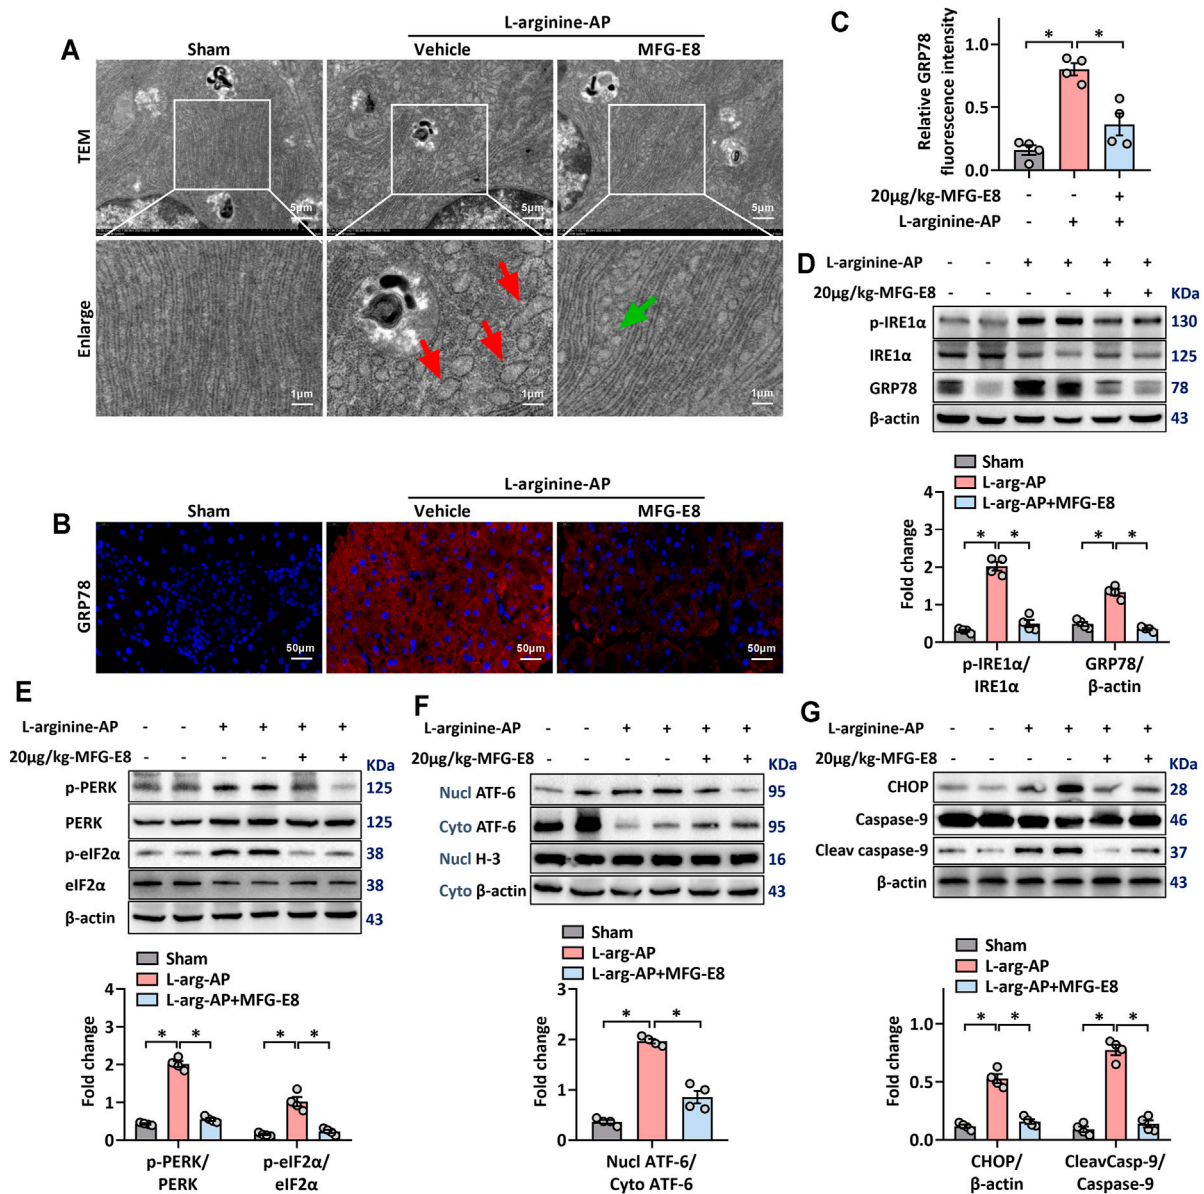 A
L-arginine-AP
Sham Vehicle MFG-E8
TEM
5μm 5μm 5μm
Enlarge
1μm 1μm 1μm
B
L-arginine-AP
Sham Vehicle MFG-E8
GRP78
50μm 50μm 50μm
C
Relative GRP78
fluorescence intensity
1.0
0.5
0.0
* *
20μg/kg-MFG-E8 - - +
L-arginine-AP - + +
D
L-arginine-AP - - + + + +
20μg/kg-MFG-E8 - - - - + + KDa
p-IRE1α 130
IRE1α 125
GRP78 78
β-actin 43
Sham
L-arg-AP
L-arg-AP+MFG-E8
Fold change
4
3
2
1
0
* * * *
p-IRE1α/
IRE1α
GRP78/
β-actin
E
L-arginine-AP - - + + + +
20μg/kg-MFG-E8 - - - - + +
KDa
p-PERK 125
PERK 125
p-eIF2α 38
eIF2α 38
β-actin 43
Sham
L-arg-AP
L-arg-AP+MFG-E8
Fold change
4
3
2
1
0
* * * *
p-PERK/
PERK
p-eIF2α/
eIF2α
F
L-arginine-AP - - + + + +
20μg/kg-MFG-E8 - - - - + +
KDa
Nucl ATF-6 95
Cyto ATF-6 95
Nucl H-3 16
Cyto β-actin 43
Sham
L-arg-AP
L-arg-AP+MFG-E8
Fold change
3
2
1
0
* *
Nucl ATF-6/
Cyto ATF-6
G
L-arginine-AP - - + + + +
20μg/kg-MFG-E8 - - - - + +
KDa
CHOP 28
Caspase-9 46
Cleav caspase-9 37
β-actin 43
Sham
L-arg-AP
L-arg-AP+MFG-E8
Fold change
1.0
0.5
0.0
* * * *
CHOP/
β-actin
CleavCasp-9/
Caspase-9